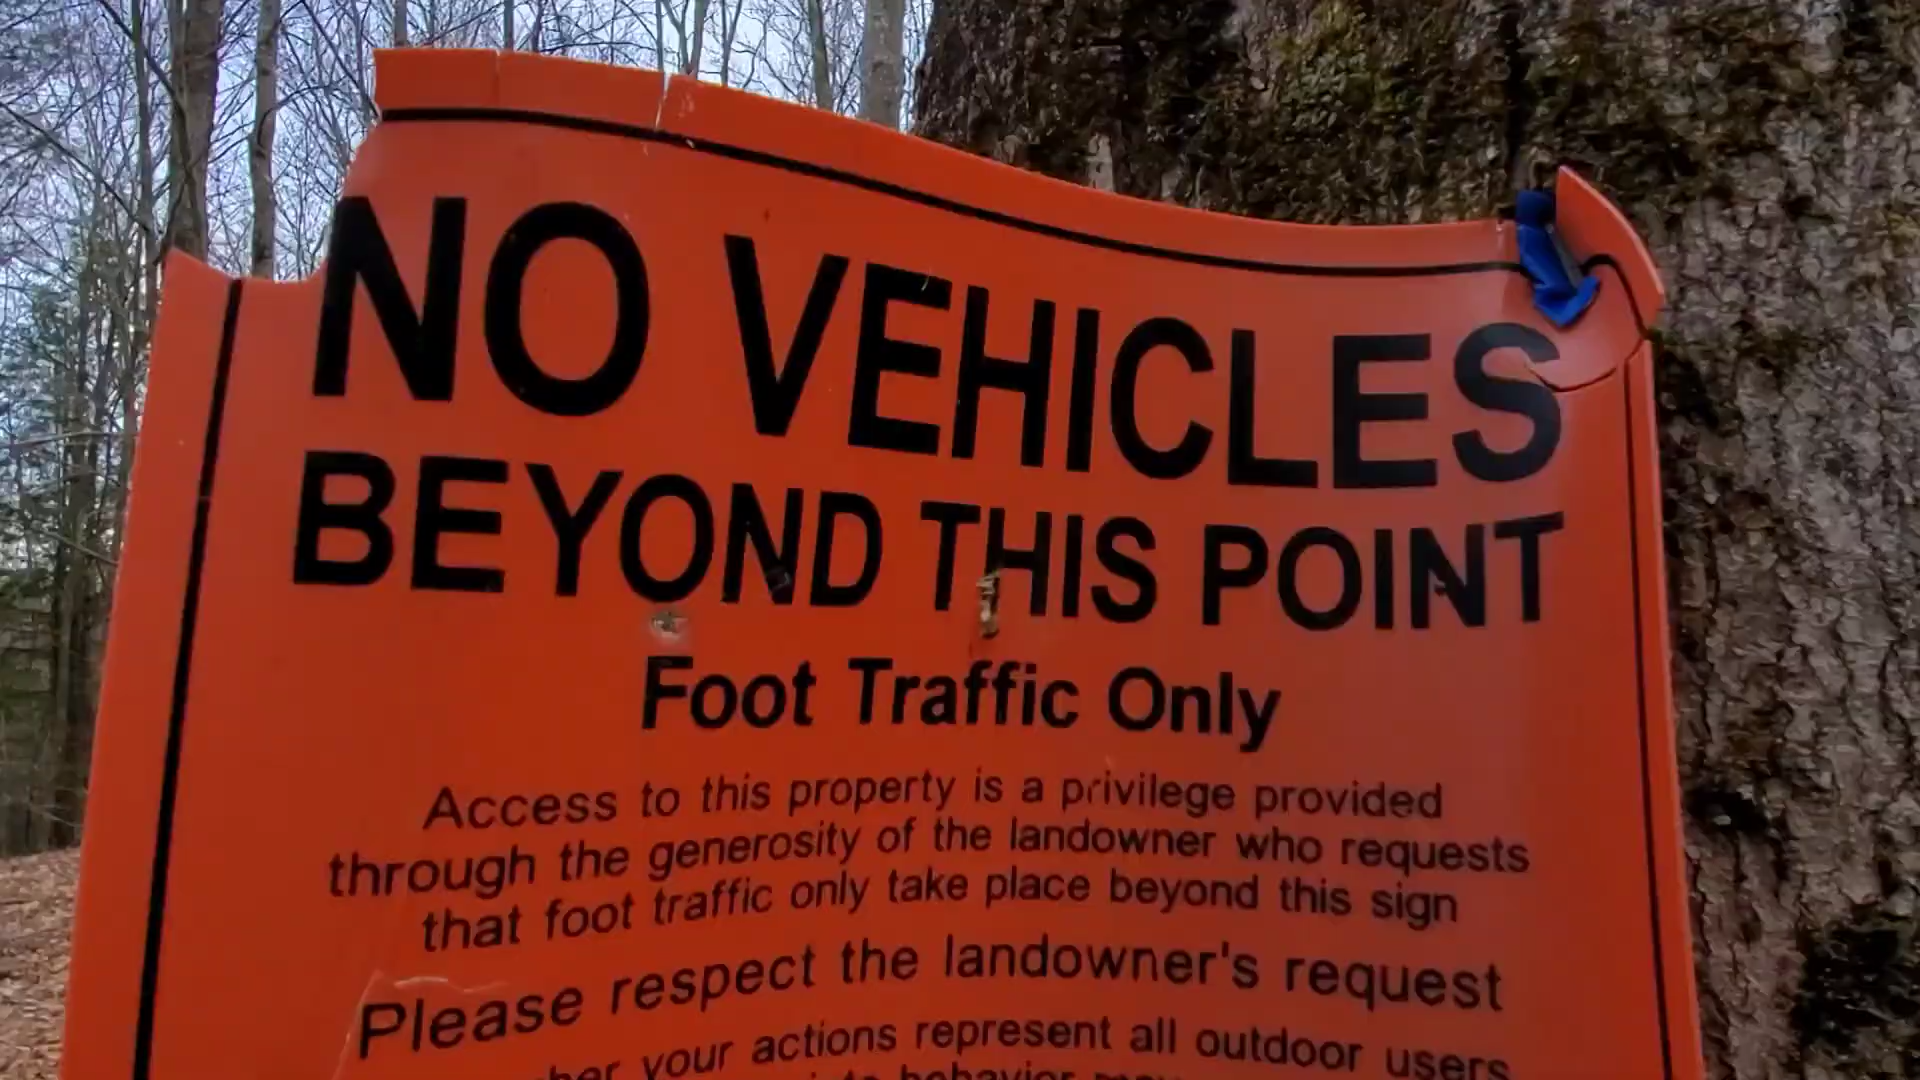 NO VEHICLES
BEYOND THIS POINT
Foot Traffic Only
Access to this property is a privilege provided
through the generosity of the landowner who requests
that foot traffic only take place beyond this sign
Please respect the landowner's request
your actions represent all outdoor users
behavior